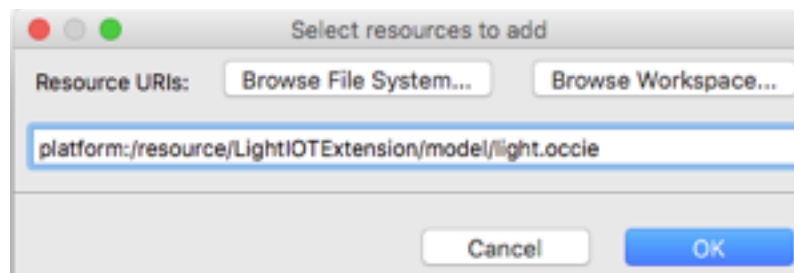 Select resources to add
Resource URIs: Browse File System... Browse Workspace...
platform:/resource/LightIOTExtension/model/light.occie
Cancel OK